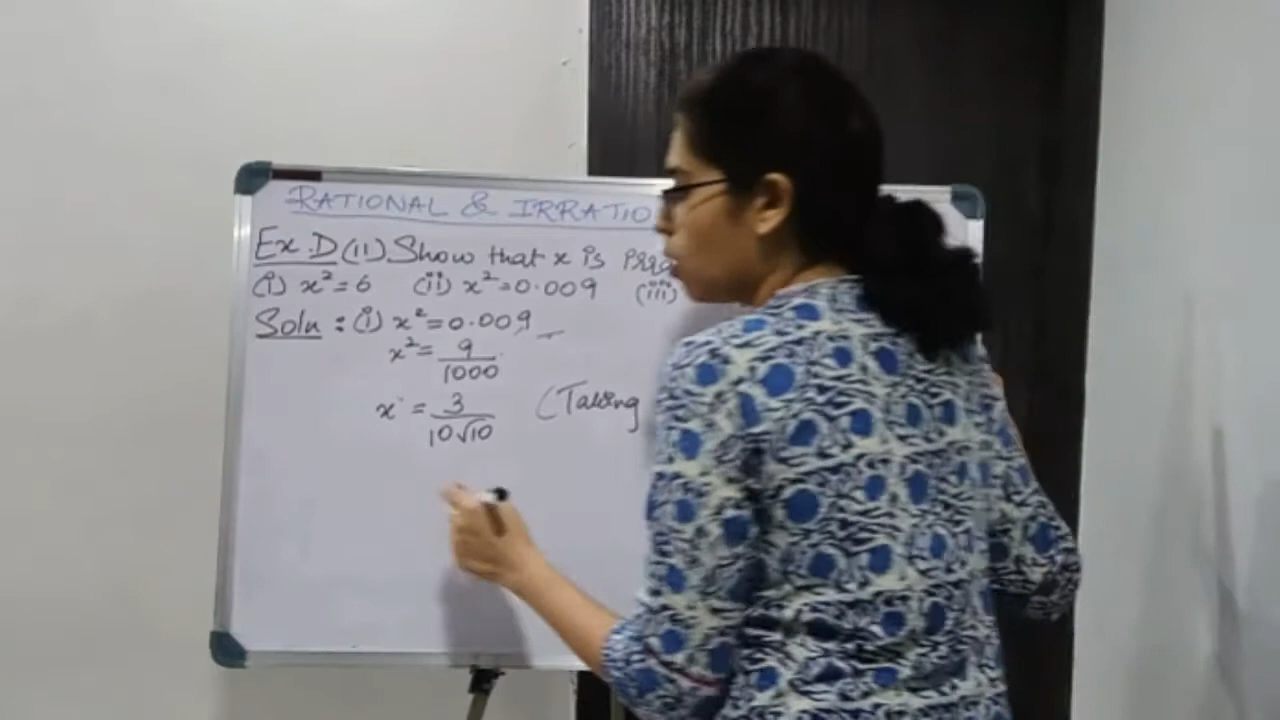 RATIONAL & IRRATIO
Ex.D (11) Show that x is
(i) x²=6 (ii) x²=0.009 (iii)
Soln : (i) x²=0.009
x²= 9/1000
x = 3/10√10 (Taking